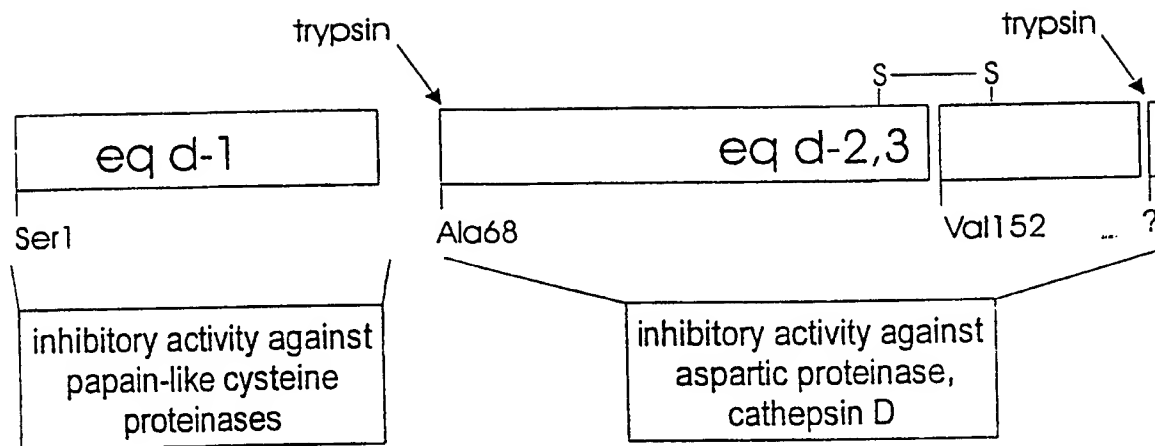 trypsin
trypsin
S S
eq d-1
eq d-2,3
Ser1
Ala68
Val152
...
?
inhibitory activity against
papain-like cysteine
proteinases
inhibitory activity against
aspartic proteinase,
cathepsin D